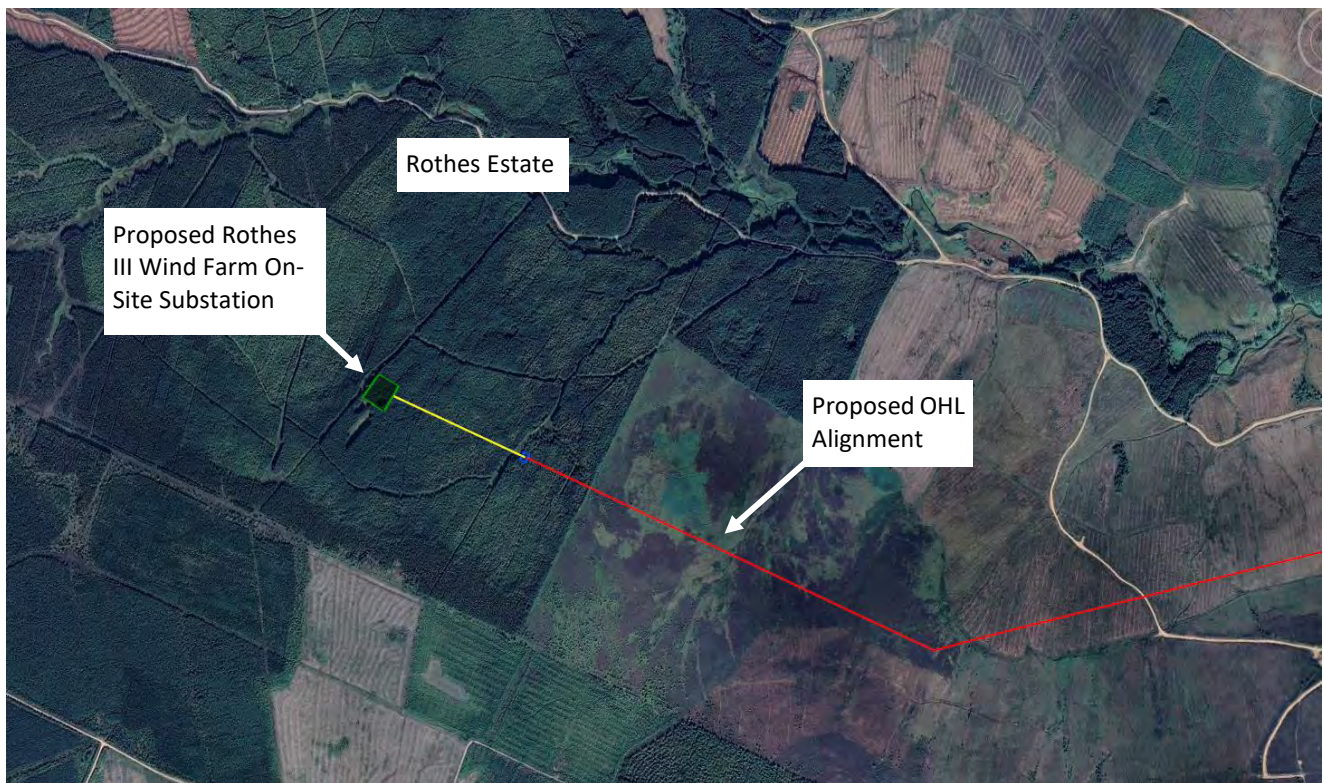 Rothes Estate
Proposed Rothes
III Wind Farm On-
Site Substation
Proposed OHL
Alignment